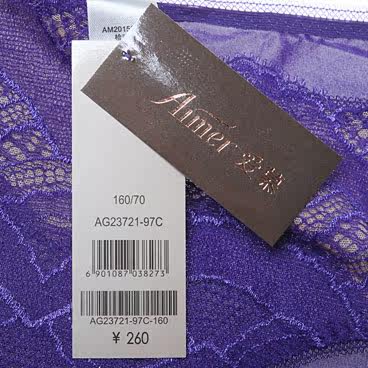 AM2015
Aimer 爱慕
160/70
AG23721-97C
6 901087 038273
AG23721-97C-160
¥ 260